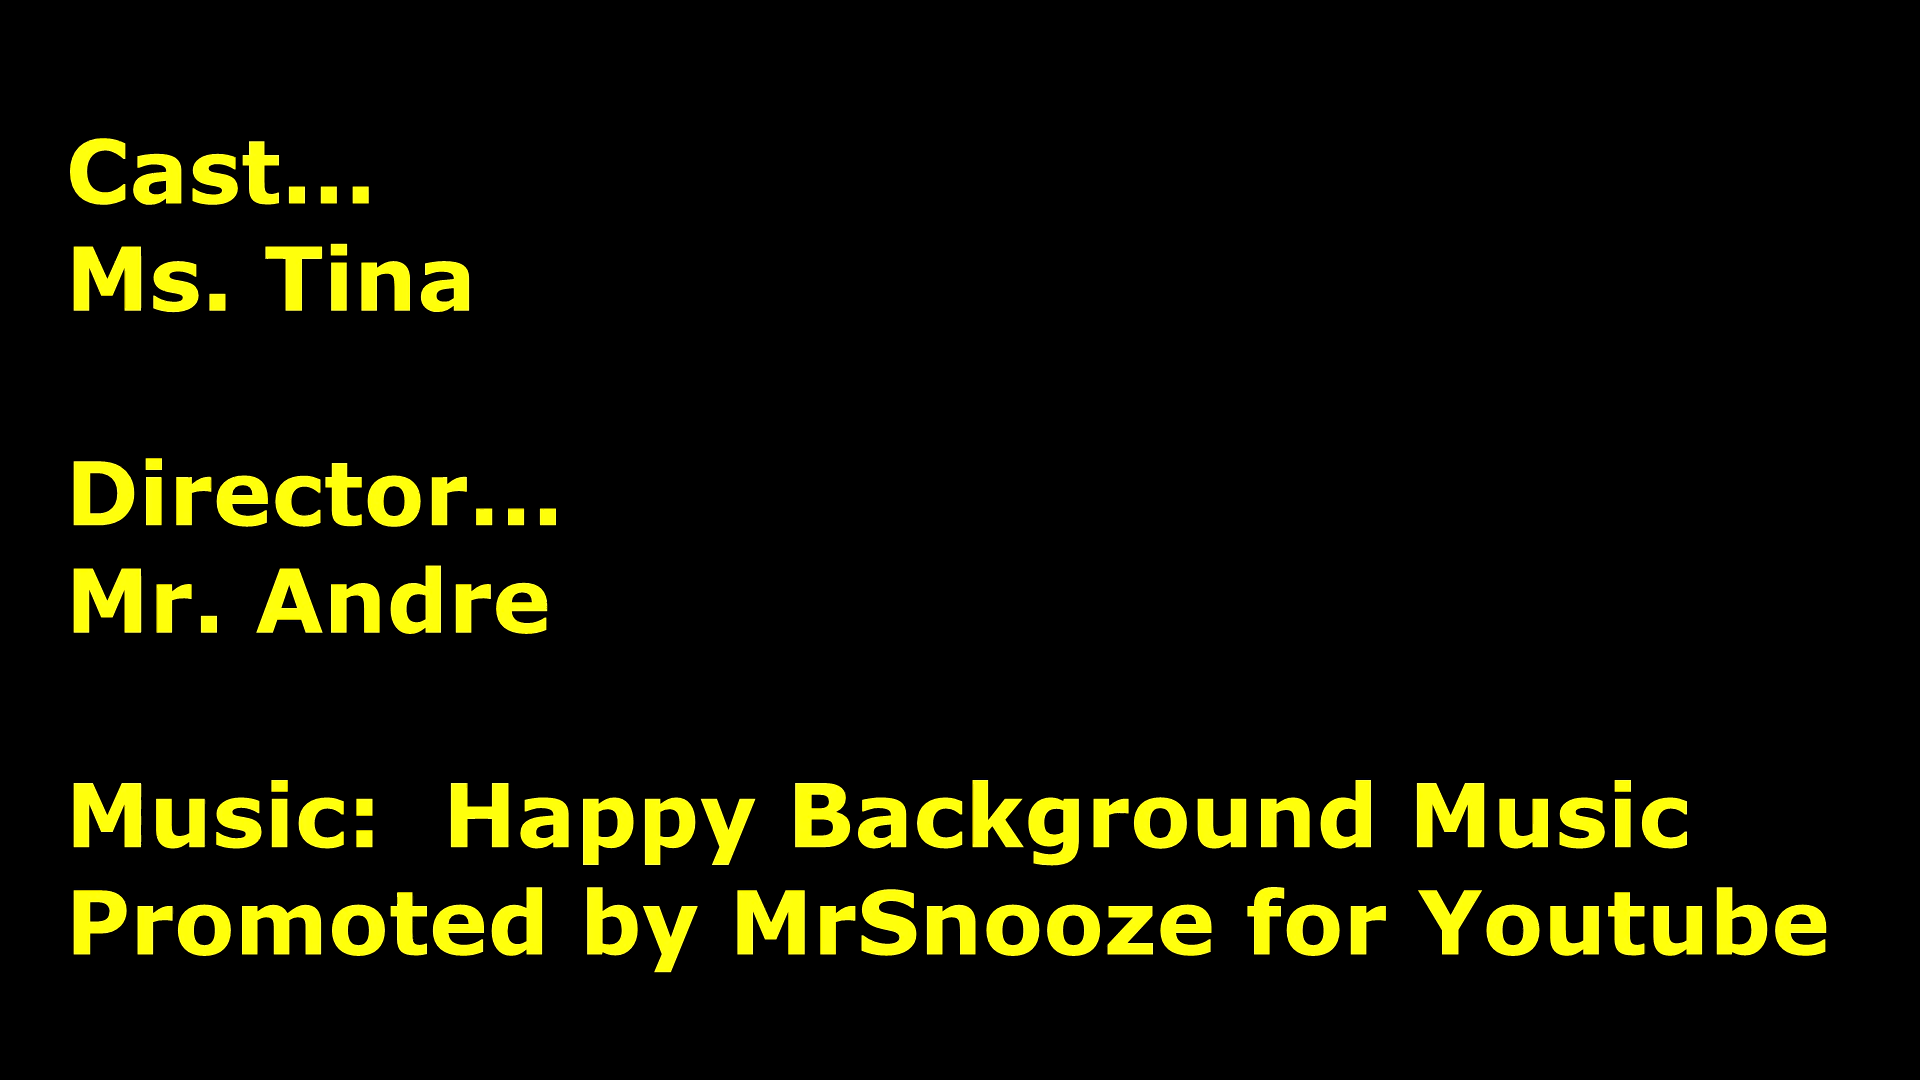 Cast...
Ms. Tina
Director...
Mr. Andre
Music:  Happy Background Music
Promoted by MrSnooze for Youtube